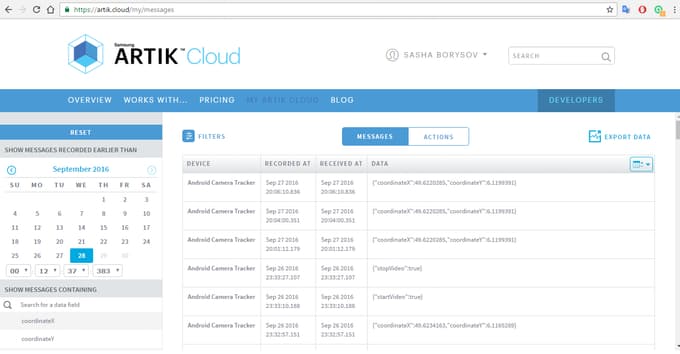 https://artik.cloud/my/messages
Samsung
ARTIK™ Cloud
SASHA BORYSOV
SEARCH
OVERVIEW WORKS WITH... PRICING MY ARTIK CLOUD BLOG DEVELOPERS
RESET
SHOW MESSAGES RECORDED EARLIER THAN
September 2016
SU MO TU WE TH FR SA
1 2 3
4 5 6 7 8 9 10
11 12 13 14 15 16 17
18 19 20 21 22 23 24
25 26 27 28 29 30
00 12 37 383
SHOW MESSAGES CONTAINING
Search for a data field
coordinateX
coordinateY
FILTERS MESSAGES ACTIONS EXPORT DATA
DEVICE RECORDED AT RECEIVED AT DATA
Android Camera Tracker Sep 27 2016 Sep 27 2016 {"coordinateX":49.6220285,"coordinateY":6.1199391}
20:06:10.836 20:06:10.836
Android Camera Tracker Sep 27 2016 Sep 27 2016 {"coordinateX":49.6220285,"coordinateY":6.1199391}
20:04:00.351 20:04:00.351
Android Camera Tracker Sep 27 2016 Sep 27 2016 {"coordinateX":49.6220285,"coordinateY":6.1199391}
20:01:12.179 20:01:12.179
Android Camera Tracker Sep 26 2016 Sep 26 2016 {"stopVideo":true}
23:33:27.107 23:33:27.107
Android Camera Tracker Sep 26 2016 Sep 26 2016 {"startVideo":true}
23:33:10.188 23:33:10.188
Android Camera Tracker Sep 26 2016 Sep 26 2016 {"coordinateX":49.6234163,"coordinateY":6.1165289}
23:32:57.151 23:32:57.151